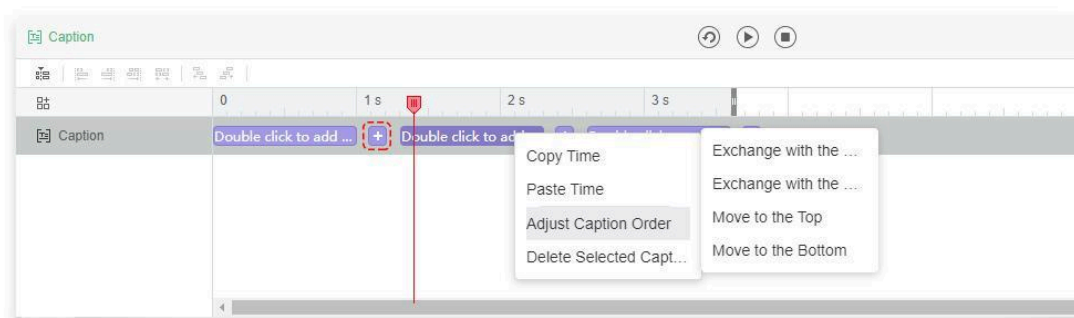 Caption
0 1 s 2 s 3 s
Caption
Double click to add ... + Double click to ad
Copy Time
Paste Time
Adjust Caption Order
Delete Selected Capt...
Exchange with the ...
Exchange with the ...
Move to the Top
Move to the Bottom